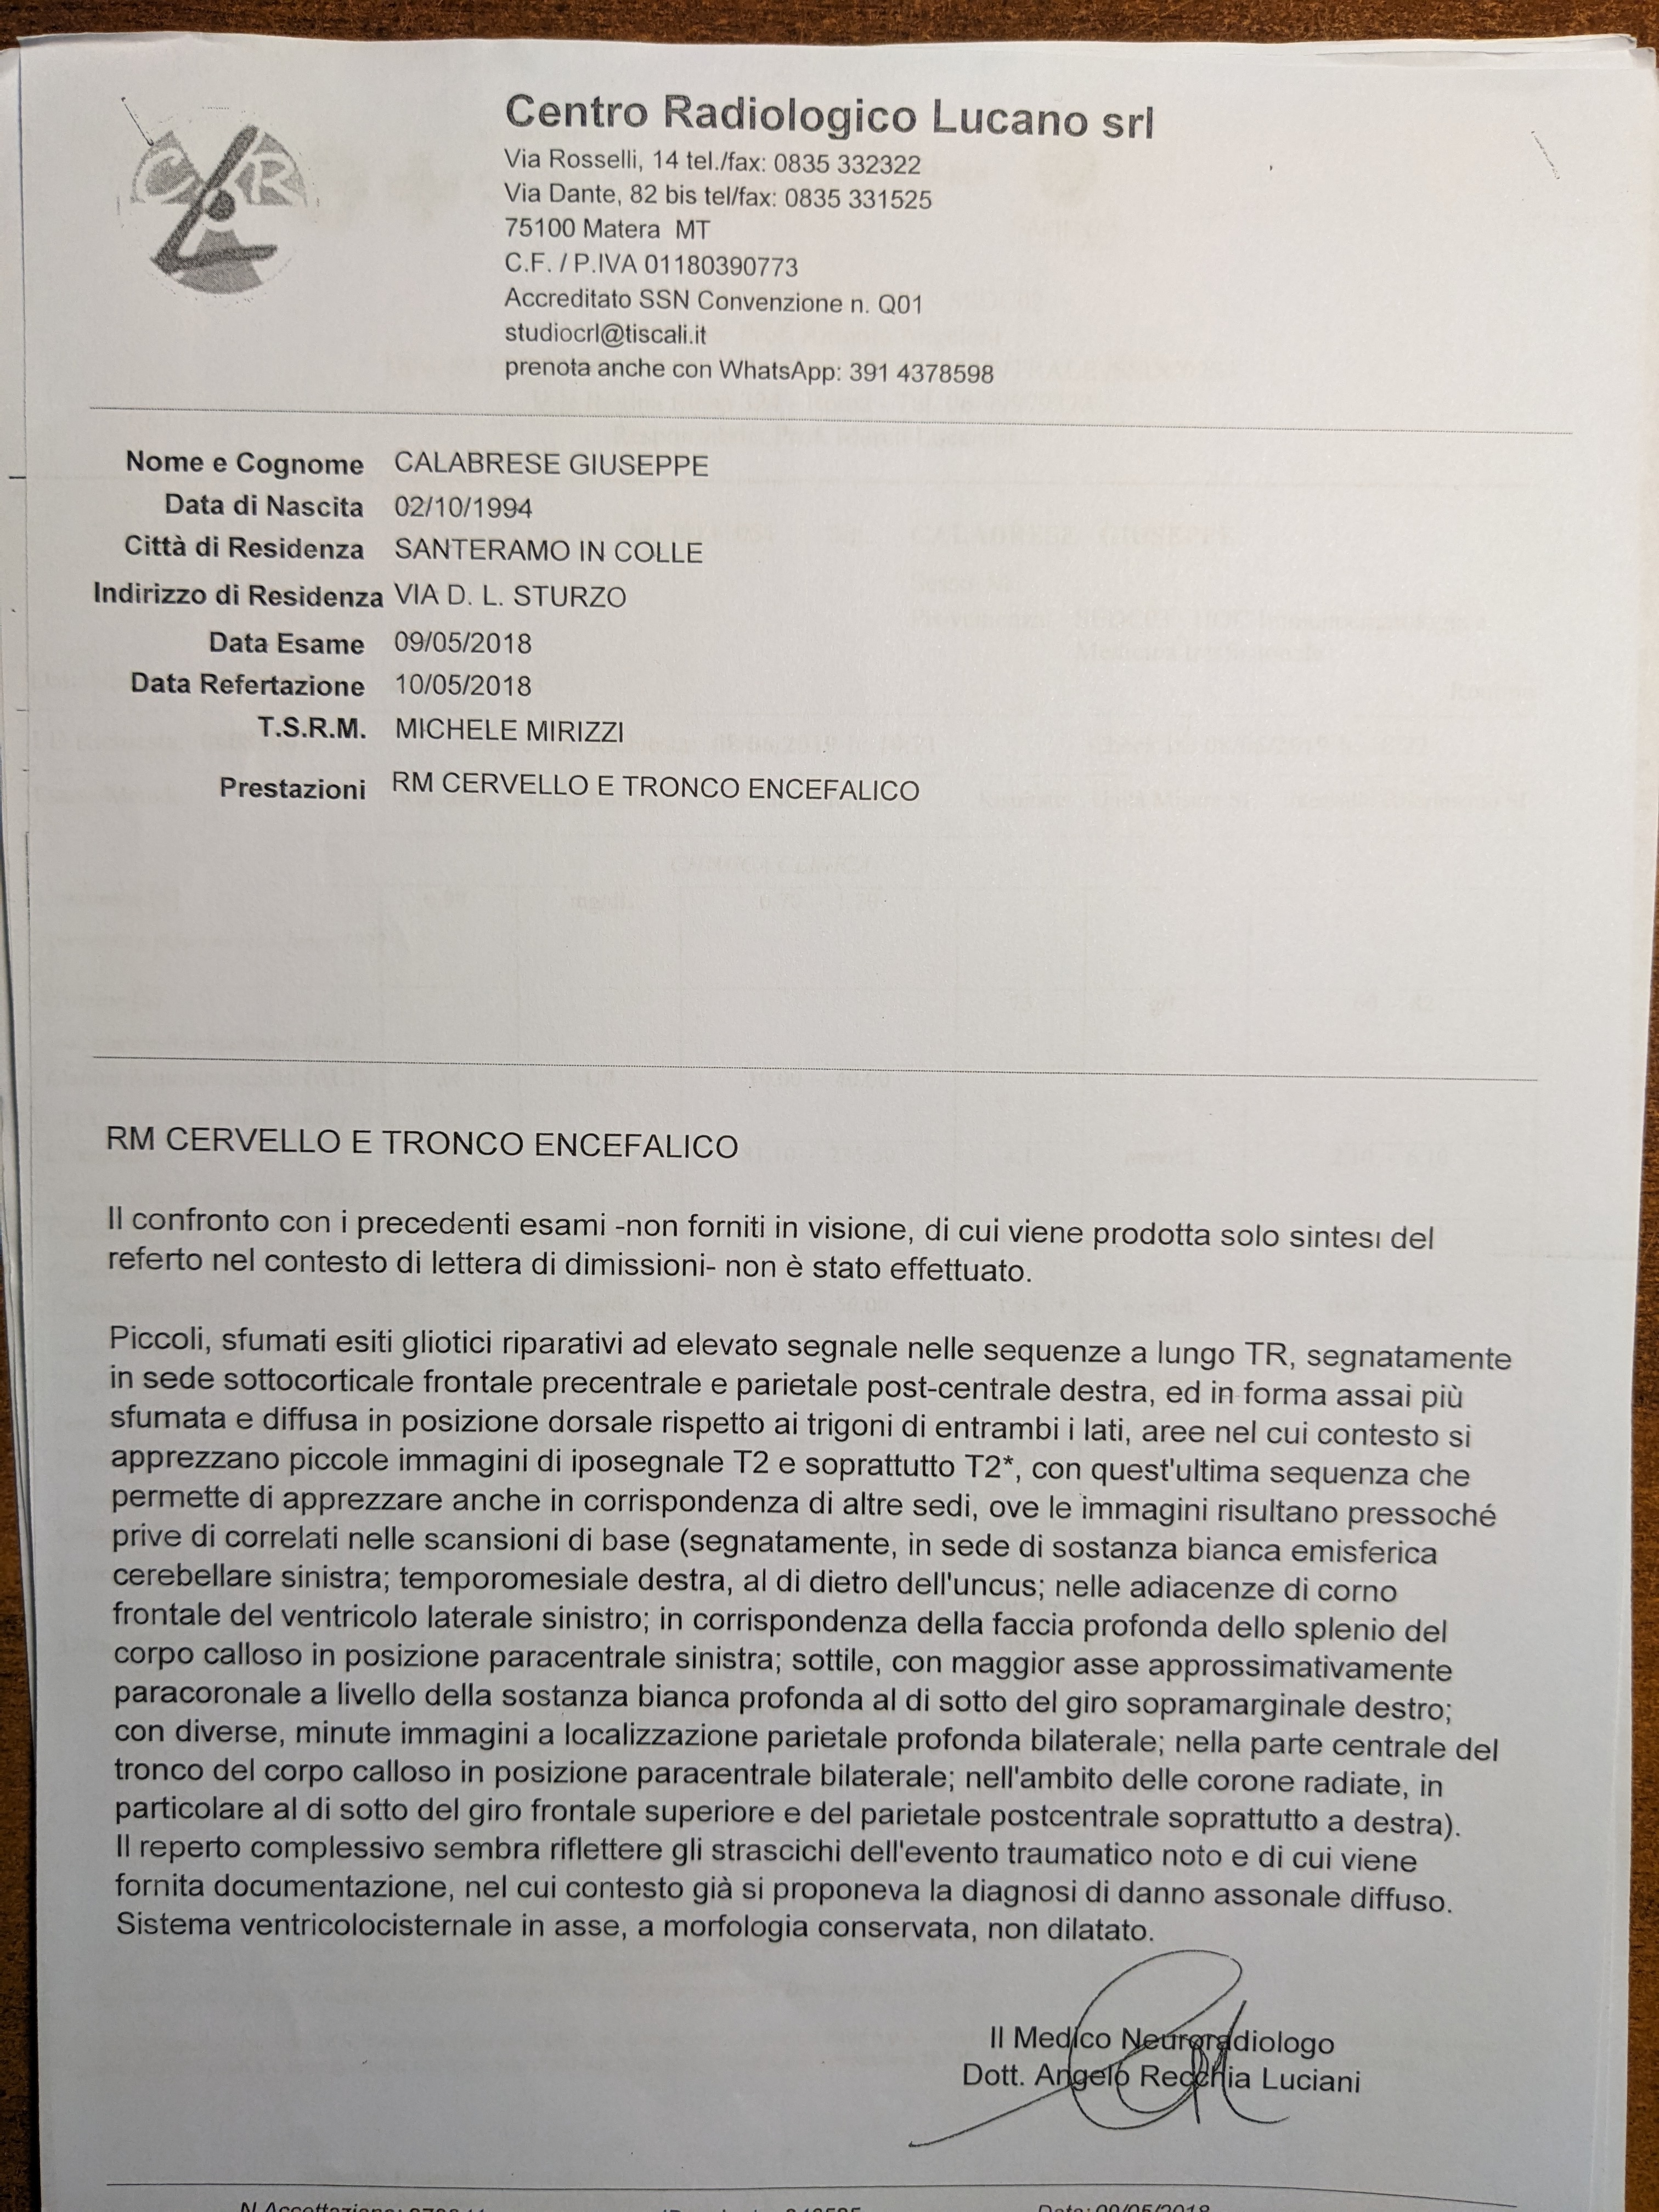 CLR
Centro Radiologico Lucano srl
Via Rosselli, 14 tel./fax: 0835 332322
Via Dante, 82 bis tel/fax: 0835 331525
75100 Matera MT
C.F. / P.IVA 01180390773
Accreditato SSN Convenzione n. Q01
studiocrl@tiscali.it
prenota anche con WhatsApp: 391 4378598
Nome e Cognome CALABRESE GIUSEPPE
Data di Nascita 02/10/1994
Città di Residenza SANTERAMO IN COLLE
Indirizzo di Residenza VIA D. L. STURZO
Data Esame 09/05/2018
Data Refertazione 10/05/2018
T.S.R.M. MICHELE MIRIZZI
Prestazioni RM CERVELLO E TRONCO ENCEFALICO
RM CERVELLO E TRONCO ENCEFALICO
Il confronto con i precedenti esami -non forniti in visione, di cui viene prodotta solo sintesi del
referto nel contesto di lettera di dimissioni- non è stato effettuato.
Piccoli, sfumati esiti gliotici riparativi ad elevato segnale nelle sequenze a lungo TR, segnatamente
in sede sottocorticale frontale precentrale e parietale post-centrale destra, ed in forma assai più
sfumata e diffusa in posizione dorsale rispetto ai trigoni di entrambi i lati, aree nel cui contesto si
apprezzano piccole immagini di iposegnale T2 e soprattutto T2*, con quest'ultima sequenza che
permette di apprezzare anche in corrispondenza di altre sedi, ove le immagini risultano pressoché
prive di correlati nelle scansioni di base (segnatamente, in sede di sostanza bianca emisferica
cerebellare sinistra; temporomesiale destra, al di dietro dell'uncus; nelle adiacenze di corno
frontale del ventricolo laterale sinistro; in corrispondenza della faccia profonda dello splenio del
corpo calloso in posizione paracentrale sinistra; sottile, con maggior asse approssimativamente
paracoronale a livello della sostanza bianca profonda al di sotto del giro sopramarginale destro;
con diverse, minute immagini a localizzazione parietale profonda bilaterale; nella parte centrale del
tronco del corpo calloso in posizione paracentrale bilaterale; nell'ambito delle corone radiate, in
particolare al di sotto del giro frontale superiore e del parietale postcentrale soprattutto a destra).
Il reperto complessivo sembra riflettere gli strascichi dell'evento traumatico noto e di cui viene
fornita documentazione, nel cui contesto già si proponeva la diagnosi di danno assonale diffuso.
Sistema ventricolocisternale in asse, a morfologia conservata, non dilatato.
Il Medico Neuroradiologo
Dott. Angelo Recchia Luciani